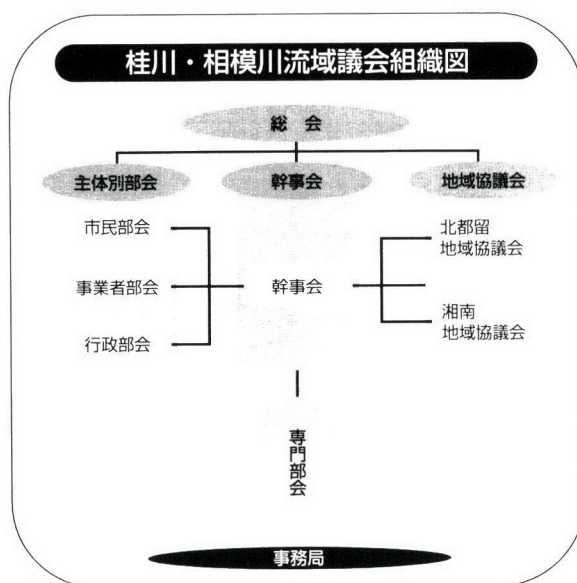 桂川・相模川流域議会組織図
総　会
主体別部会
幹事会
地域協議会
市民部会
事業者部会
行政部会
幹事会
北都留
地域協議会
湘南
地域協議会
専門部会
事務局